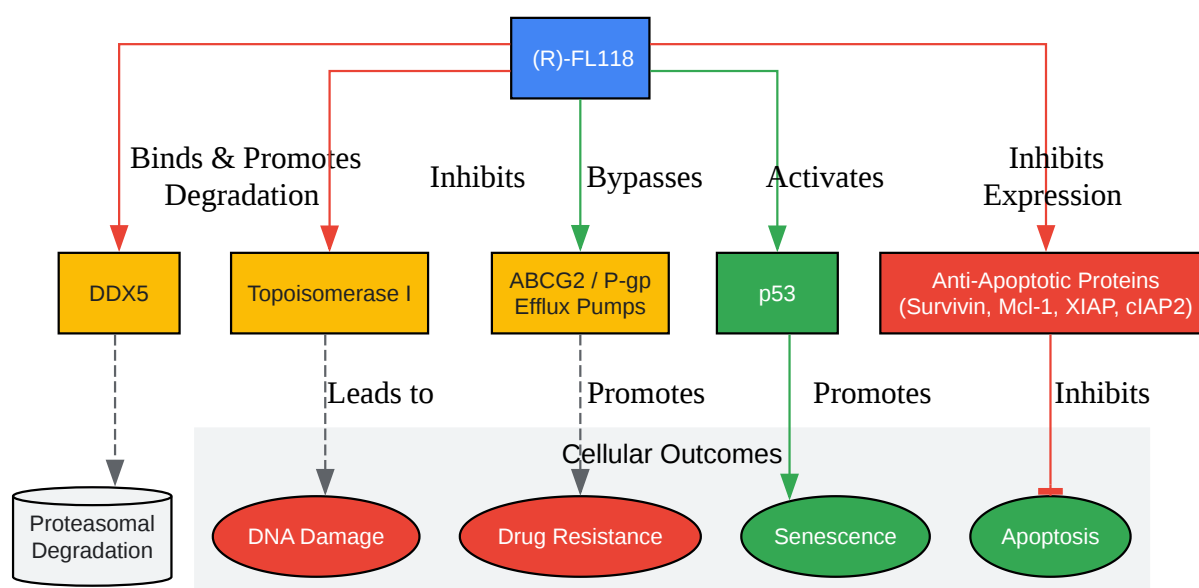 (R)-FL118
Binds & Promotes
Degradation
Inhibits
Bypasses
Activates
Inhibits
Expression
DDX5
Topoisomerase I
ABCG2 / P-gp
Efflux Pumps
p53
Anti-Apoptotic Proteins
(Survivin, Mcl-1, XIAP, cIAP2)
Leads to
Promotes
Promotes
Inhibits
Cellular Outcomes
Proteasomal
Degradation
DNA Damage
Drug Resistance
Senescence
Apoptosis